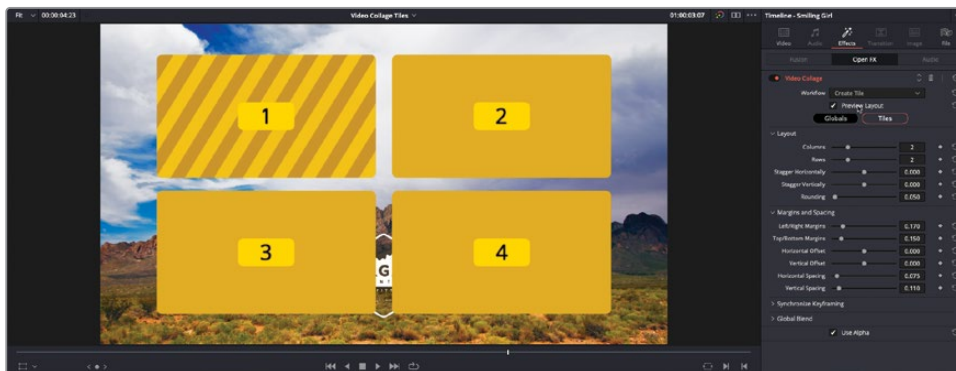 Fit 00:00:04:23 Video Collage Tiles 01:00:03:07 Timeline - Smiling Girl
Video Audio Effects Transition Image File
Fusion Open FX Audio
Video Collage
Workflow Create Tile
Preview Layout
Globals Tiles
Layout
Columns 2
Rows 2
Stagger Horizontally 0.000
Stagger Vertically 0.000
Rounding 0.050
Margins and Spacing
Left/Right Margins 0.170
Top/Bottom Margins 0.150
Horizontal Offset 0.000
Vertical Offset 0.000
Horizontal Spacing 0.075
Vertical Spacing 0.110
Synchronize Keyframing
Global Blend
Use Alpha
1 2
3 4
G